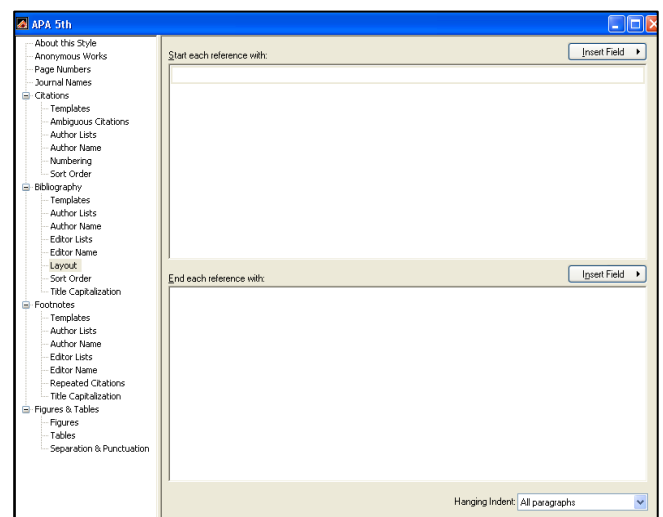 APA 5th
About this Style
Anonymous Works
Page Numbers
Journal Names
Citations
Templates
Ambiguous Citations
Author Lists
Author Name
Numbering
Sort Order
Bibliography
Templates
Author Lists
Author Name
Editor Lists
Editor Name
Layout
Sort Order
Title Capitalization
Footnotes
Templates
Author Lists
Author Name
Editor Lists
Editor Name
Repeated Citations
Title Capitalization
Figures & Tables
Figures
Tables
Separation & Punctuation
Start each reference with:
Insert Field
End each reference with:
Insert Field
Hanging Indent: All paragraphs